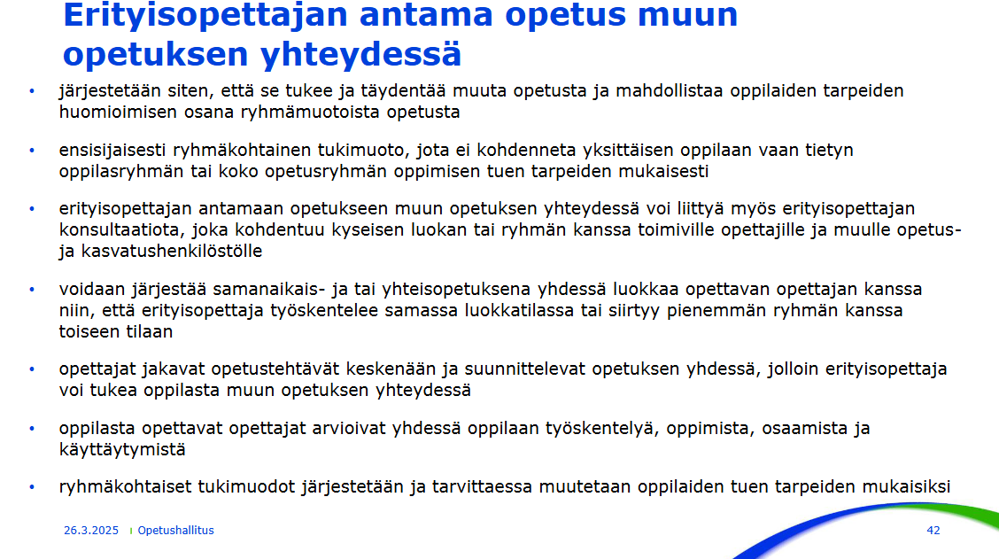 Erityisopettajan antama opetus muun
opetuksen yhteydessä
• järjestetään siten, että se tukee ja täydentää muuta opetusta ja mahdollistaa oppilaiden tarpeiden
huomioimisen osana ryhmämuotoista opetusta
• ensisijaisesti ryhmäkohtainen tukimuoto, jota ei kohdenneta yksittäisen oppilaan vaan tietyn
oppilasryhmän tai koko opetusryhmän oppimisen tuen tarpeiden mukaisesti
• erityisopettajan antamaan opetukseen muun opetuksen yhteydessä voi liittyä myös erityisopettajan
konsultaatiota, joka kohdentuu kyseisen luokan tai ryhmän kanssa toimiville opettajille ja muulle opetus-
ja kasvatushenkilöstölle
• voidaan järjestää samanaikais- ja tai yhteisopetuksena yhdessä luokkaa opettavan opettajan kanssa
niin, että erityisopettaja työskentelee samassa luokkatilassa tai siirtyy pienemmän ryhmän kanssa
toiseen tilaan
• opettajat jakavat opetustehtävät keskenään ja suunnittelevat opetuksen yhdessä, jolloin erityisopettaja
voi tukea oppilasta muun opetuksen yhteydessä
• oppilasta opettavat opettajat arvioivat yhdessä oppilaan työskentelyä, oppimista, osaamista ja
käyttäytymistä
• ryhmäkohtaiset tukimuodot järjestetään ja tarvittaessa muutetaan oppilaiden tuen tarpeiden mukaisiksi
26.3.2025 Opetushallitus 42